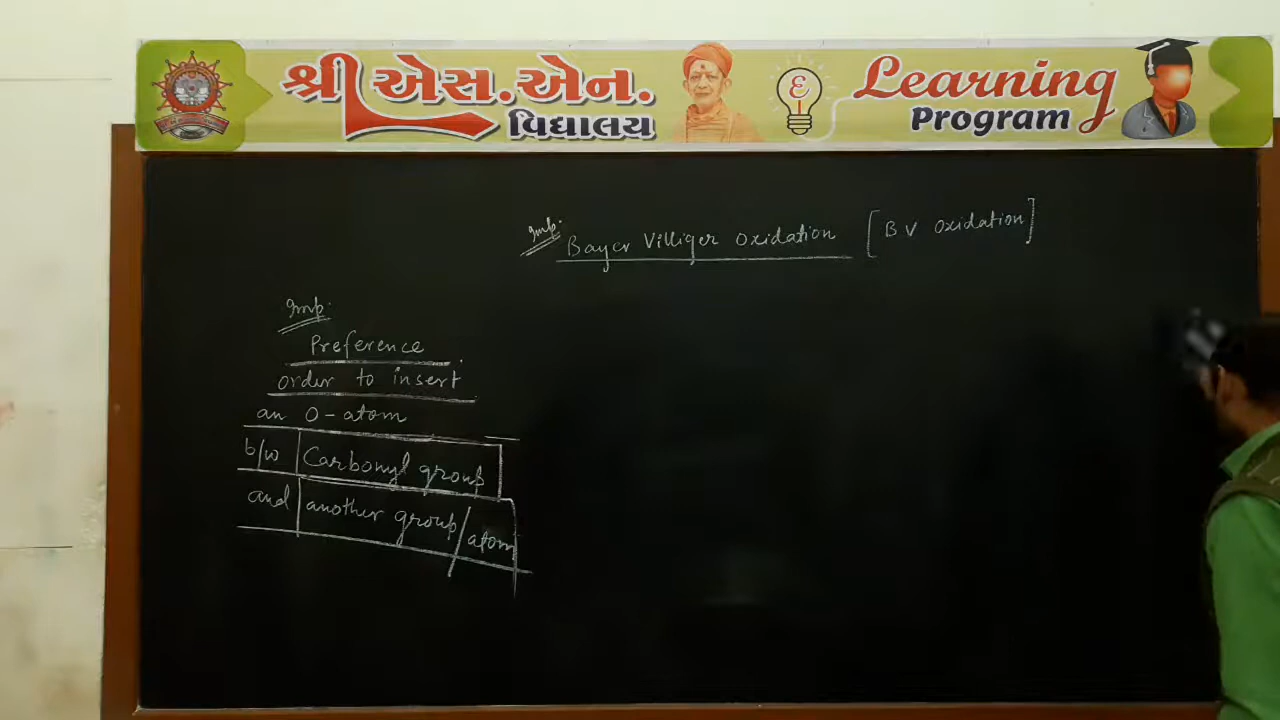 શ્રી એસ.એન.
વિદ્યાલય
Learning
Program
Imp.
Bayer Villiger Oxidation [BV Oxidation]
Imp.
Preference
order to insert
an O-atom
b/w Carbonyl group
and another group/atom